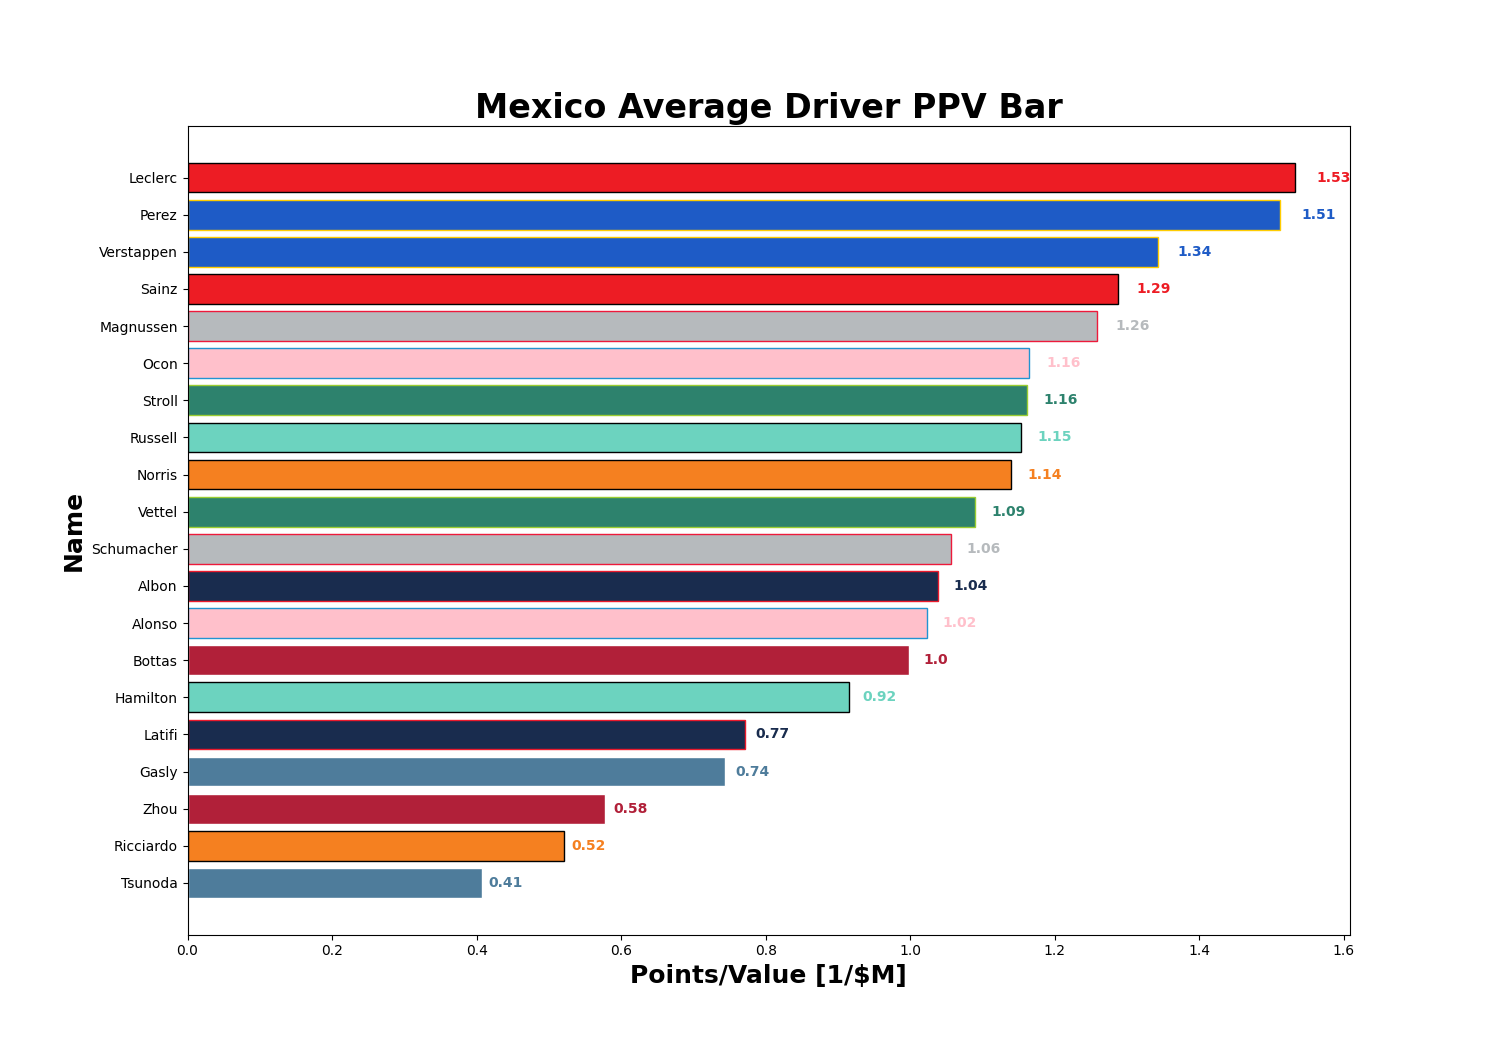 Mexico Average Driver PPV Bar
Leclerc 1.53
Perez 1.51
Verstappen 1.34
Sainz 1.29
Magnussen 1.26
Ocon 1.16
Stroll 1.16
Russell 1.15
Norris 1.14
Vettel 1.09
Schumacher 1.06
Albon 1.04
Alonso 1.02
Bottas 1.0
Hamilton 0.92
Latifi 0.77
Gasly 0.74
Zhou 0.58
Ricciardo 0.52
Tsunoda 0.41
Name
0.0 0.2 0.4 0.6 0.8 1.0 1.2 1.4 1.6
Points/Value [1/$M]